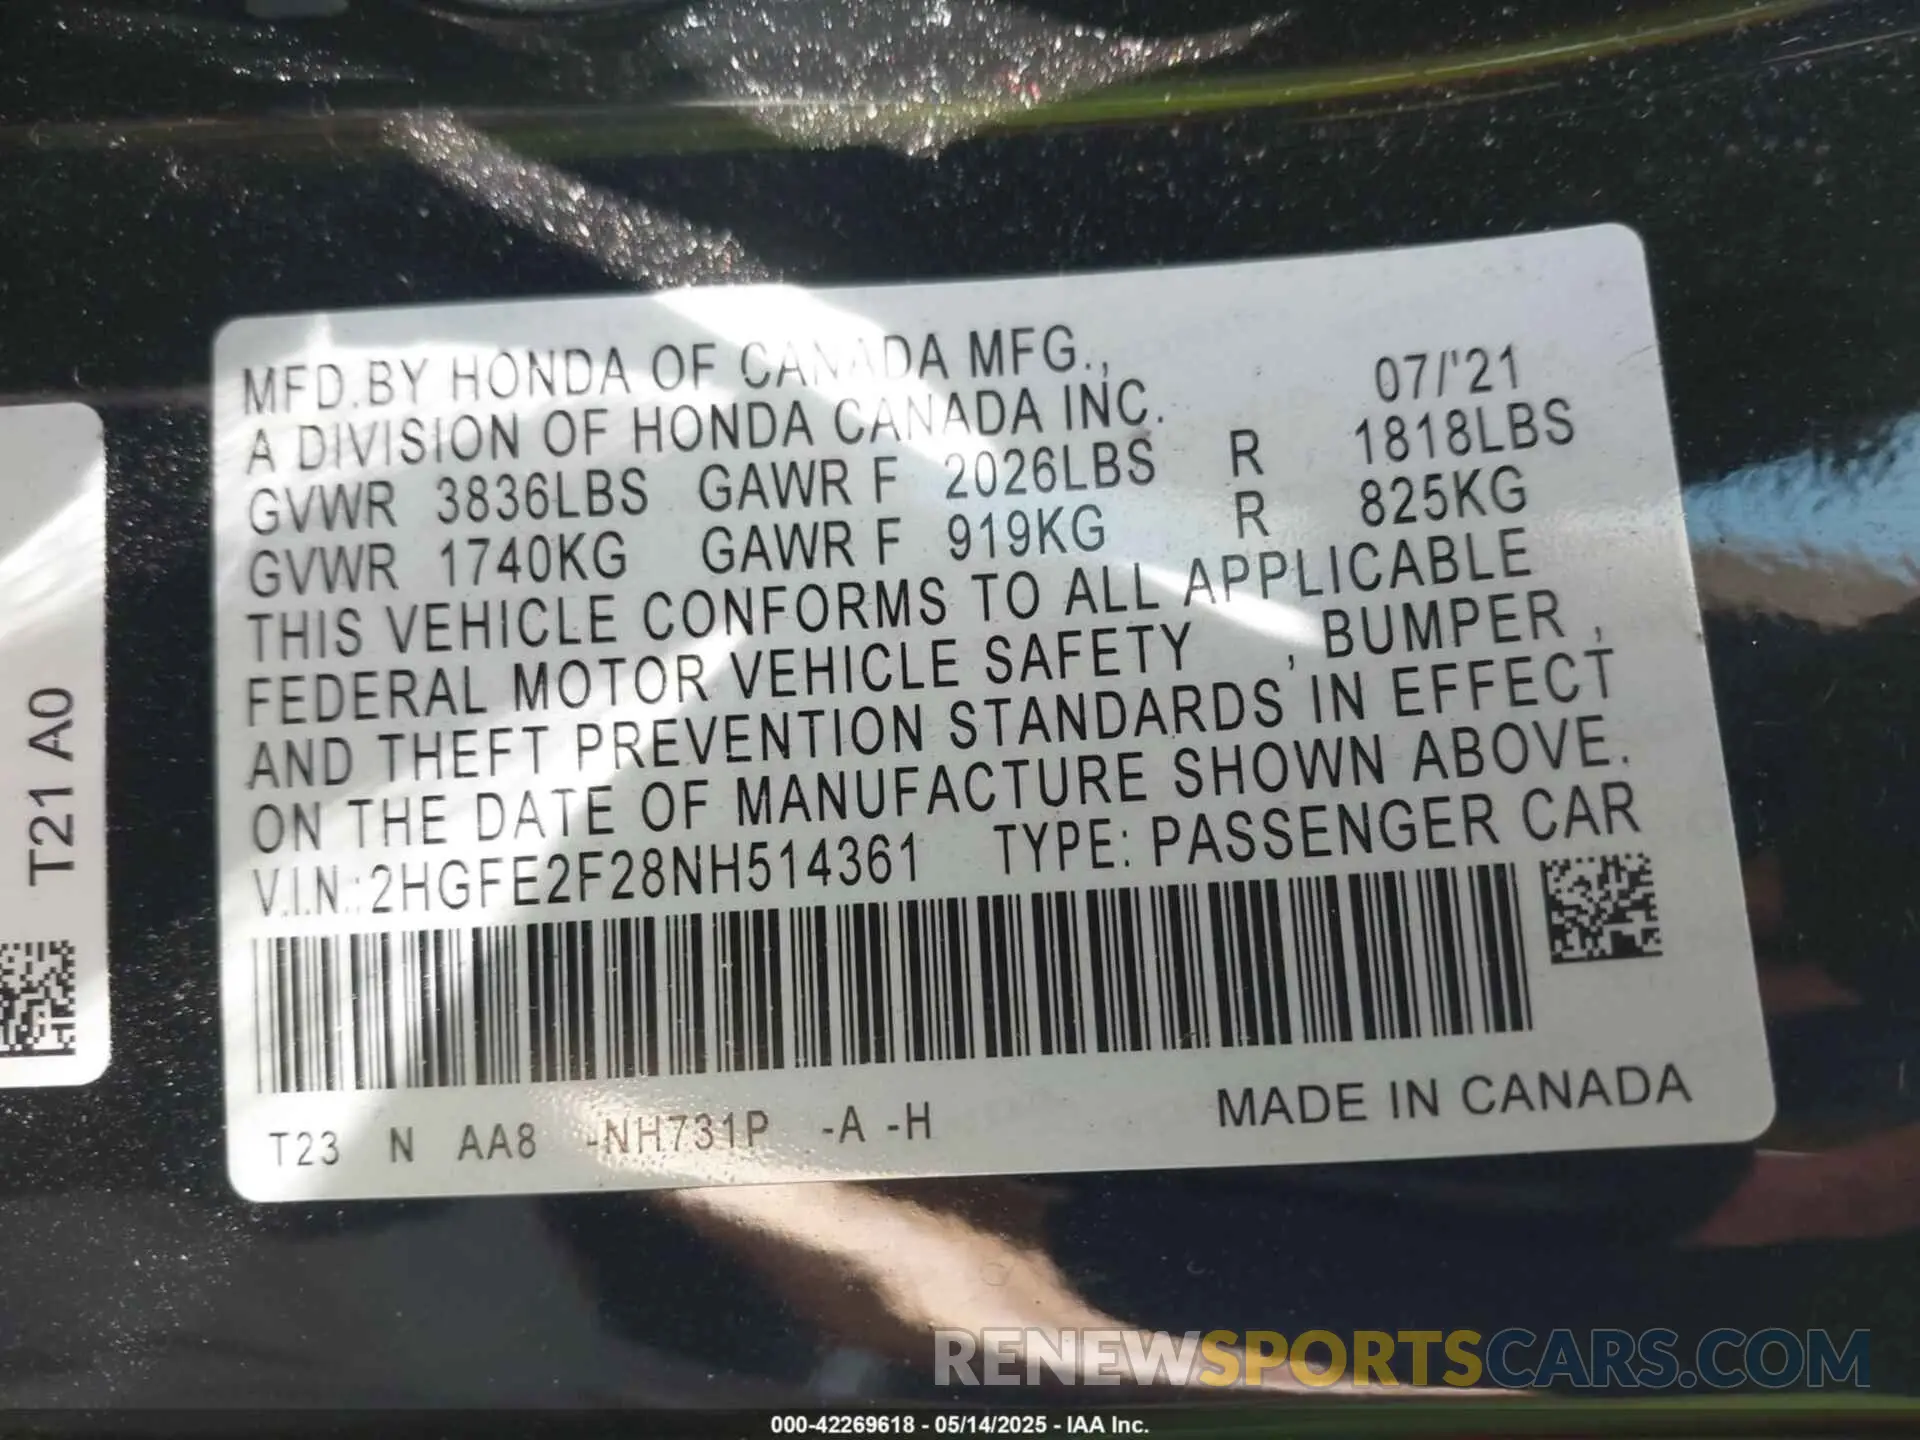 MFD.BY HONDA OF CANADA MFG.,
07/'21
A DIVISION OF HONDA CANADA INC.
GVWR 3836LBS GAWR F 2026LBS R 1818LBS
GVWR 1740KG GAWR F 919KG R 825KG
THIS VEHICLE CONFORMS TO ALL APPLICABLE
FEDERAL MOTOR VEHICLE SAFETY , BUMPER ,
AND THEFT PREVENTION STANDARDS IN EFFECT
ON THE DATE OF MANUFACTURE SHOWN ABOVE.
V.I.N.:2HGFE2F28NH514361 TYPE: PASSENGER CAR
T23 N AA8 -NH731P -A -H
MADE IN CANADA
T21 A0
RENEWSPORTSCARS.COM
000-42269618 - 05/14/2025 - IAA Inc.